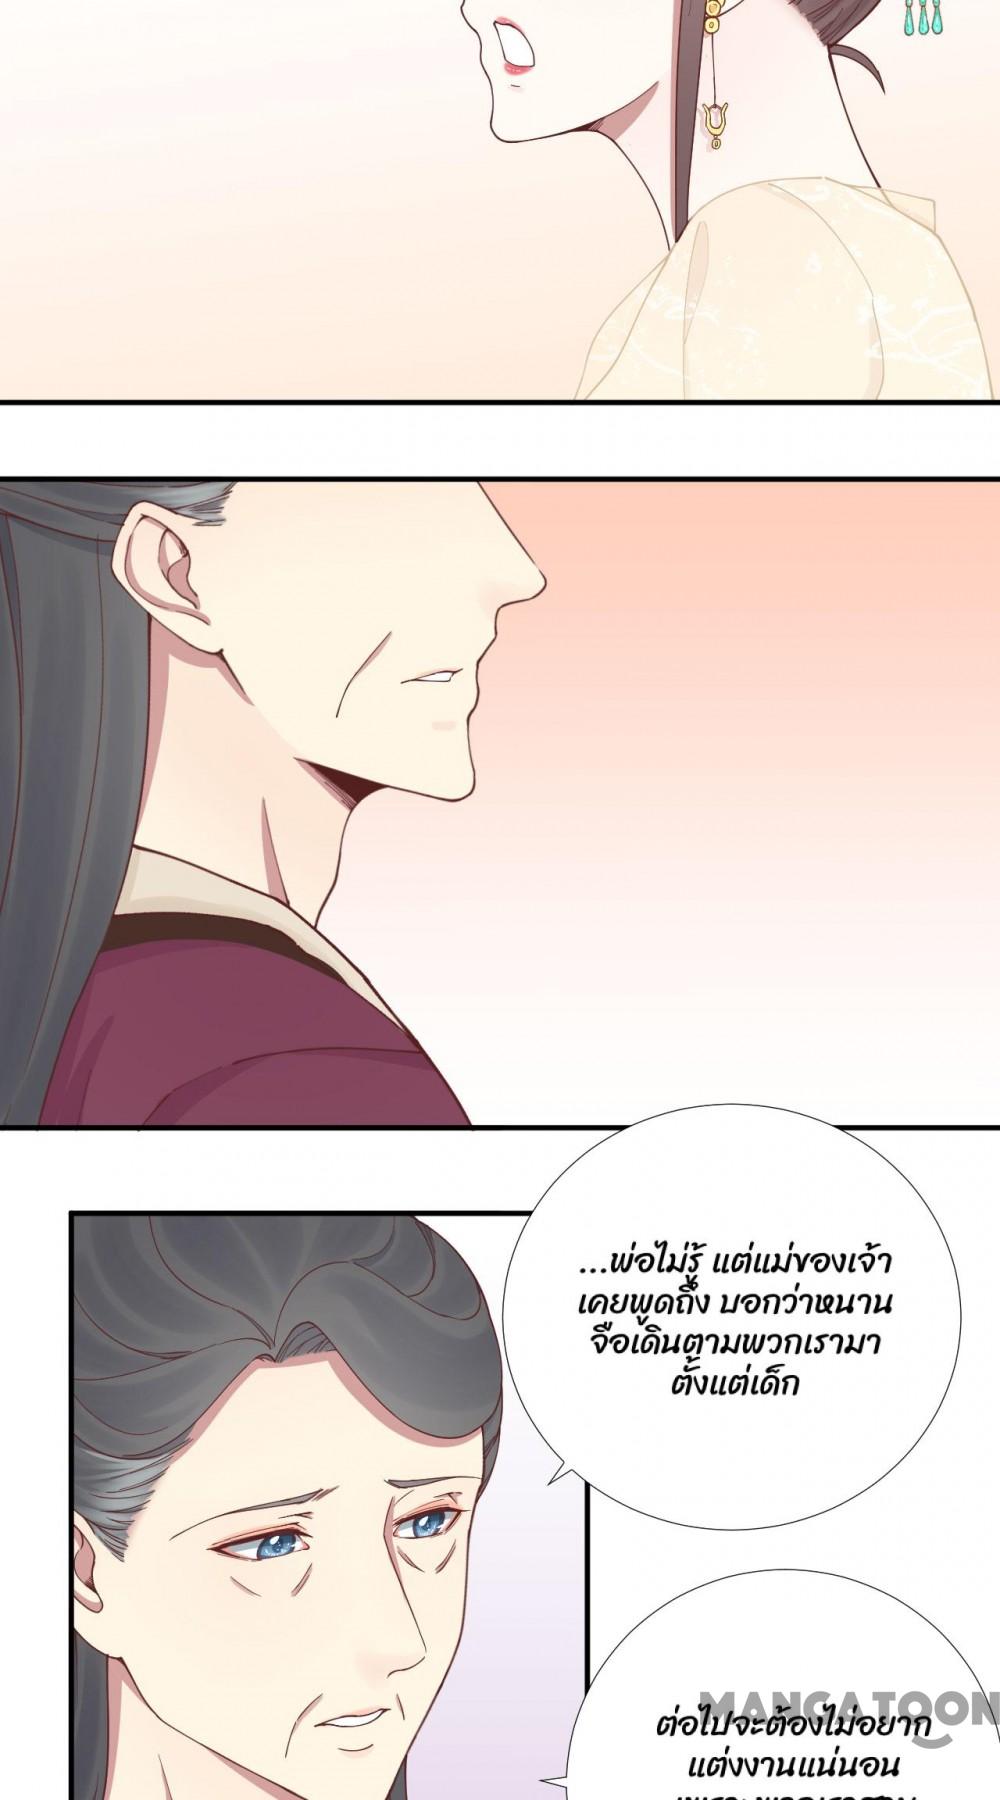 ...พ่อไม่รู้ แต่แม่ของเจ้า
เคยพูดถึง บอกว่าหนาน
จือเดินตามพวกเรามา
ตั้งแต่เด็ก
MANGATOON
ต่อไปจะต้องไม่อยาก
แต่งงานแน่นอน